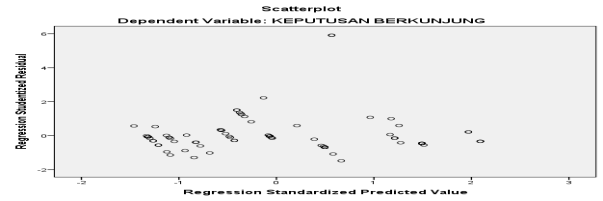 Scatterplot
Dependent Variable: KEPUTUSAN BERKUNJUNG
Regression Studentized Residual
6
4
2
0
-2
-2 -1 0 1 2 3
Regression Standardized Predicted Value